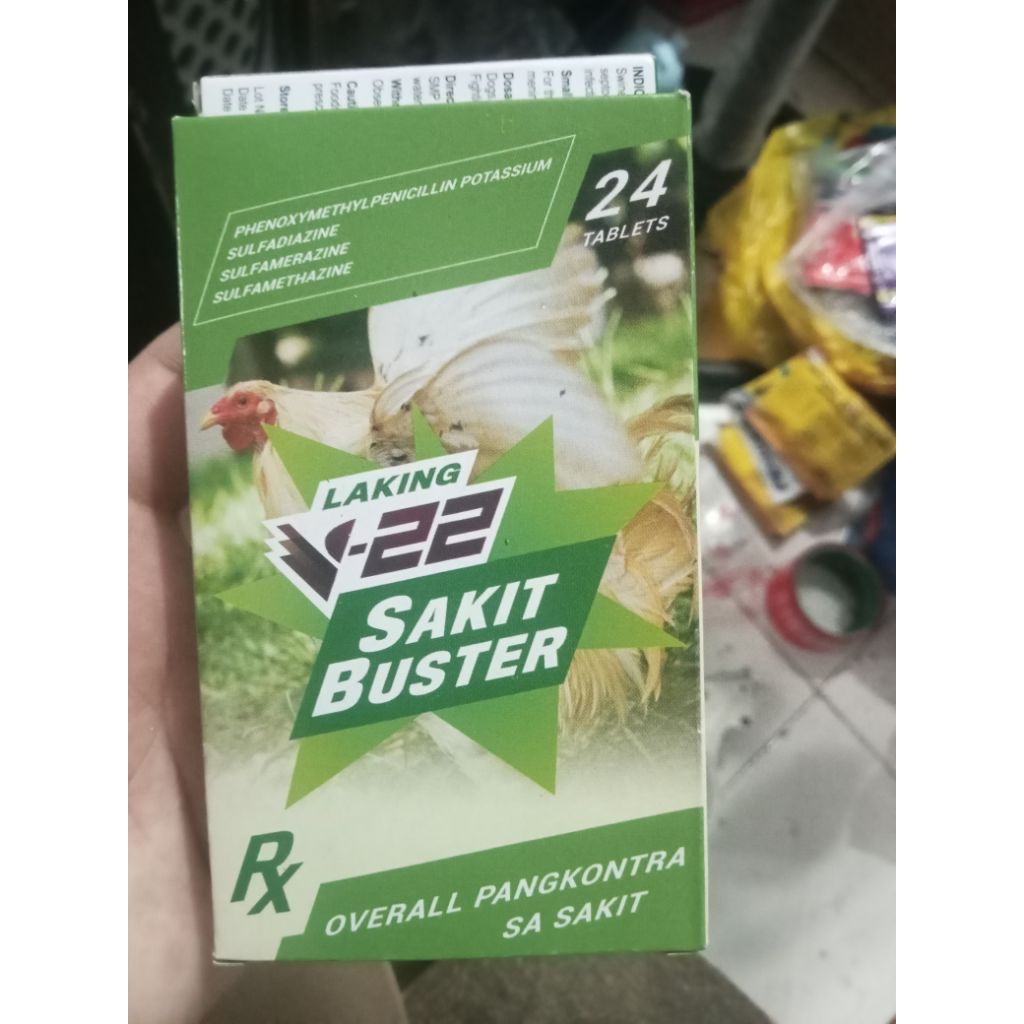 PHENOXYMETHYLPENICILLIN POTASSIUM
SULFADIAZINE
SULFAMERAZINE
SULFAMETHAZINE
24
TABLETS
LAKING
V-22
SAKIT
BUSTER
Rx
OVERALL PANGKONTRA
SA SAKIT